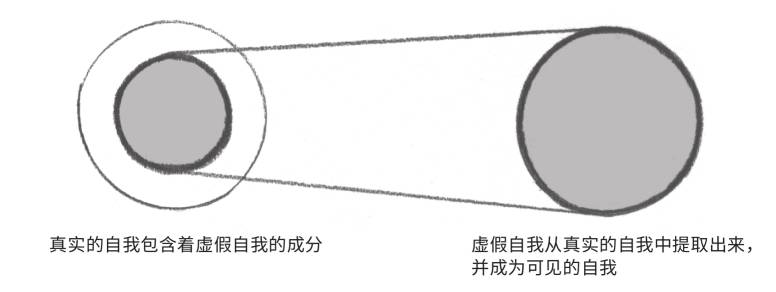 真实的自我包含着虚假自我的成分
虚假自我从真实的自我中提取出来，
并成为可见的自我